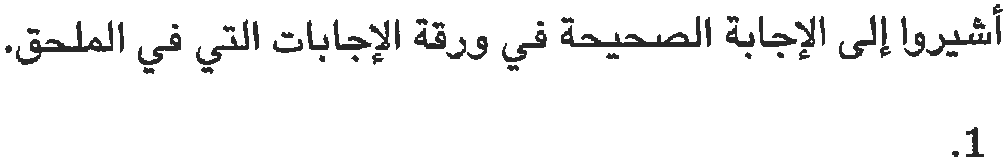 أشيروا إلى الإجابة الصحيحة في ورقة الإجابات التي في الملحق.
1.